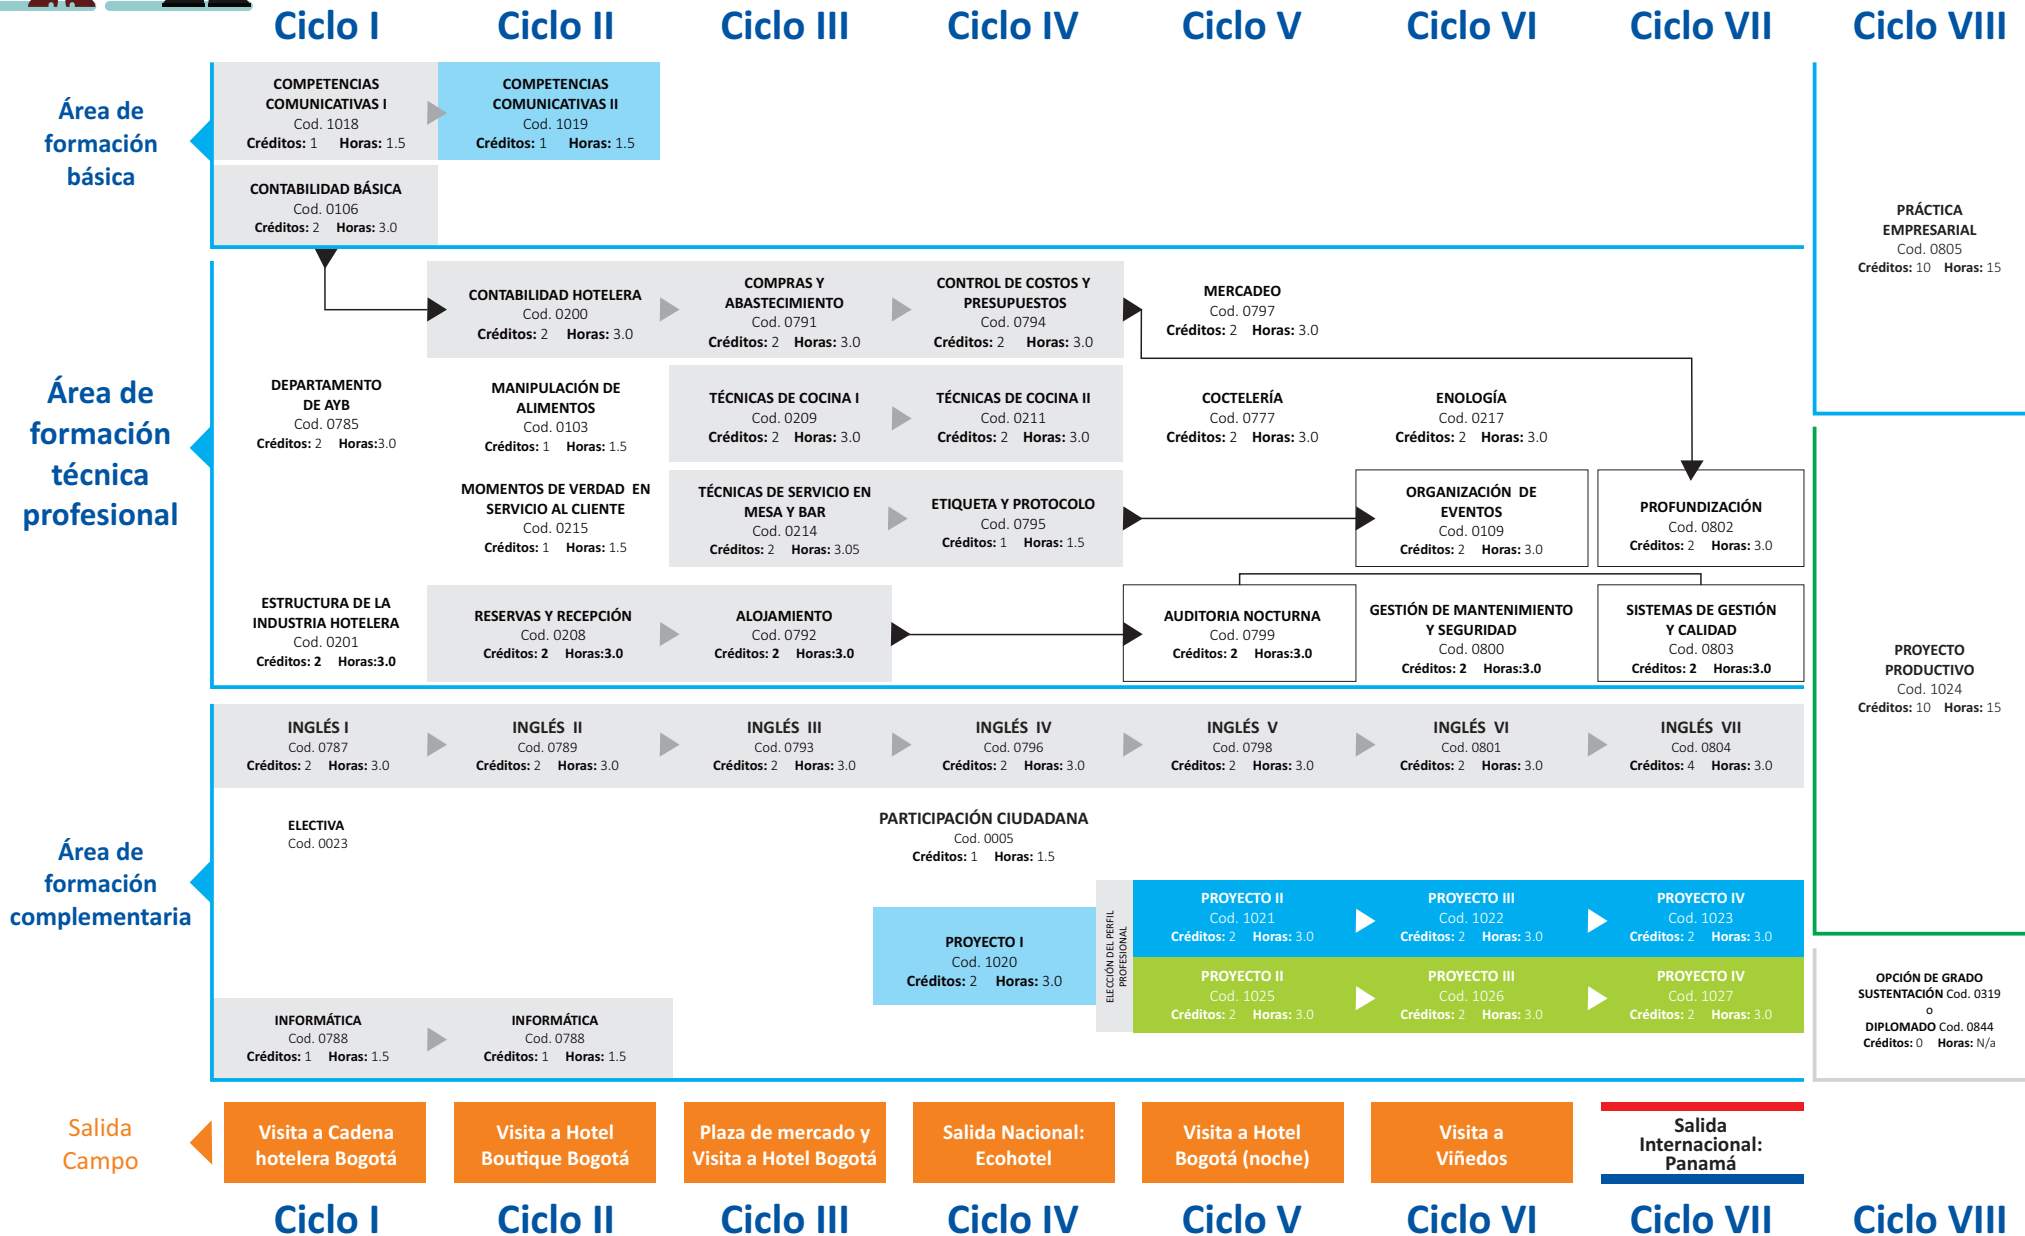 Ciclo I
Ciclo II
Ciclo III
Ciclo IV
Ciclo V
Ciclo VI
Ciclo VII
Ciclo VIII
Área de
formación
básica
COMPETENCIAS
COMUNICATIVAS I
Cod. 1018
Créditos: 1 Horas: 1.5
COMPETENCIAS
COMUNICATIVAS II
Cod. 1019
Créditos: 1 Horas: 1.5
CONTABILIDAD BÁSICA
Cod. 0106
Créditos: 2 Horas: 3.0
PRÁCTICA
EMPRESARIAL
Cod. 0805
Créditos: 10 Horas: 15
Área de
formación
técnica
profesional
CONTABILIDAD HOTELERA
Cod. 0200
Créditos: 2 Horas: 3.0
COMPRAS Y
ABASTECIMIENTO
Cod. 0791
Créditos: 2 Horas: 3.0
CONTROL DE COSTOS Y
PRESUPUESTOS
Cod. 0794
Créditos: 2 Horas: 3.0
MERCADEO
Cod. 0797
Créditos: 2 Horas: 3.0
DEPARTAMENTO
DE AYB
Cod. 0785
Créditos: 2 Horas:3.0
MANIPULACIÓN DE
ALIMENTOS
Cod. 0103
Créditos: 1 Horas: 1.5
TÉCNICAS DE COCINA I
Cod. 0209
Créditos: 2 Horas: 3.0
TÉCNICAS DE COCINA II
Cod. 0211
Créditos: 2 Horas: 3.0
COCTELERÍA
Cod. 0777
Créditos: 2 Horas: 3.0
ENOLOGÍA
Cod. 0217
Créditos: 2 Horas: 3.0
MOMENTOS DE VERDAD EN
SERVICIO AL CLIENTE
Cod. 0215
Créditos: 1 Horas: 1.5
TÉCNICAS DE SERVICIO EN
MESA Y BAR
Cod. 0214
Créditos: 2 Horas: 3.05
ETIQUETA Y PROTOCOLO
Cod. 0795
Créditos: 1 Horas: 1.5
ORGANIZACIÓN DE
EVENTOS
Cod. 0109
Créditos: 2 Horas: 3.0
PROFUNDIZACIÓN
Cod. 0802
Créditos: 2 Horas: 3.0
ESTRUCTURA DE LA
INDUSTRIA HOTELERA
Cod. 0201
Créditos: 2 Horas:3.0
RESERVAS Y RECEPCIÓN
Cod. 0208
Créditos: 2 Horas:3.0
ALOJAMIENTO
Cod. 0792
Créditos: 2 Horas:3.0
AUDITORIA NOCTURNA
Cod. 0799
Créditos: 2 Horas:3.0
GESTIÓN DE MANTENIMIENTO
Y SEGURIDAD
Cod. 0800
Créditos: 2 Horas:3.0
SISTEMAS DE GESTIÓN
Y CALIDAD
Cod. 0803
Créditos: 2 Horas:3.0
PROYECTO
PRODUCTIVO
Cod. 1024
Créditos: 10 Horas: 15
Área de
formación
complementaria
INGLÉS I
Cod. 0787
Créditos: 2 Horas: 3.0
INGLÉS II
Cod. 0789
Créditos: 2 Horas: 3.0
INGLÉS III
Cod. 0793
Créditos: 2 Horas: 3.0
INGLÉS IV
Cod. 0796
Créditos: 2 Horas: 3.0
INGLÉS V
Cod. 0798
Créditos: 2 Horas: 3.0
INGLÉS VI
Cod. 0801
Créditos: 2 Horas: 3.0
INGLÉS VII
Cod. 0804
Créditos: 4 Horas: 3.0
ELECTIVA
Cod. 0023
PARTICIPACIÓN CIUDADANA
Cod. 0005
Créditos: 1 Horas: 1.5
PROYECTO I
Cod. 1020
Créditos: 2 Horas: 3.0
ELECCIÓN DEL PERFIL
PROFESIONAL
PROYECTO II
Cod. 1021
Créditos: 2 Horas: 3.0
PROYECTO III
Cod. 1022
Créditos: 2 Horas: 3.0
PROYECTO IV
Cod. 1023
Créditos: 2 Horas: 3.0
PROYECTO II
Cod. 1025
Créditos: 2 Horas: 3.0
PROYECTO III
Cod. 1026
Créditos: 2 Horas: 3.0
PROYECTO IV
Cod. 1027
Créditos: 2 Horas: 3.0
INFORMÁTICA
Cod. 0788
Créditos: 1 Horas: 1.5
INFORMÁTICA
Cod. 0788
Créditos: 1 Horas: 1.5
OPCIÓN DE GRADO
SUSTENTACIÓN Cod. 0319
o
DIPLOMADO Cod. 0844
Créditos: 0 Horas: N/a
Salida
Campo
Visita a Cadena
hotelera Bogotá
Visita a Hotel
Boutique Bogotá
Plaza de mercado y
Visita a Hotel Bogotá
Salida Nacional:
Ecohotel
Visita a Hotel
Bogotá (noche)
Visita a
Viñedos
Salida
Internacional:
Panamá
Ciclo I
Ciclo II
Ciclo III
Ciclo IV
Ciclo V
Ciclo VI
Ciclo VII
Ciclo VIII